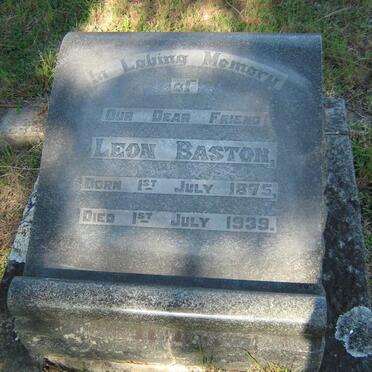 In Loving Memory
of
Our Dear Friend
Leon Baston,
Born 1st July 1875,
Died 1st July 1939.